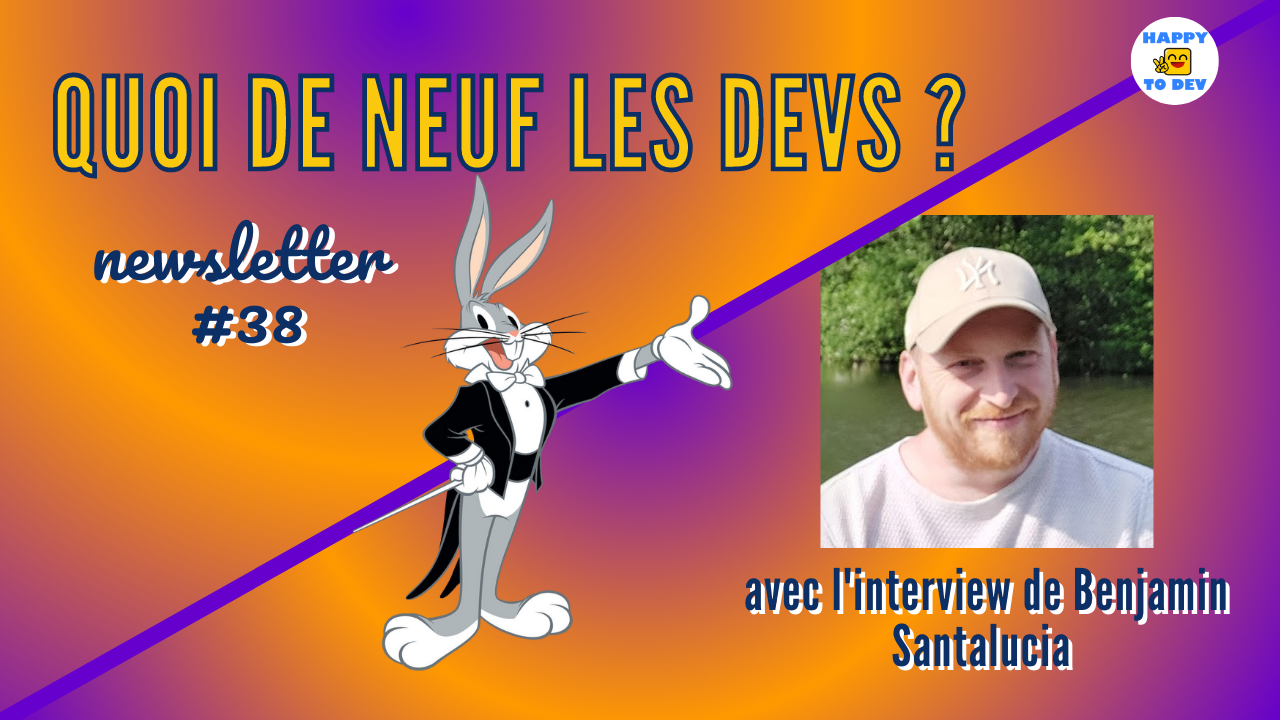 HAPPY
TO DEV
QUOI DE NEUF LES DEVS ?
newsletter
#38
avec l'interview de Benjamin
Santalucia